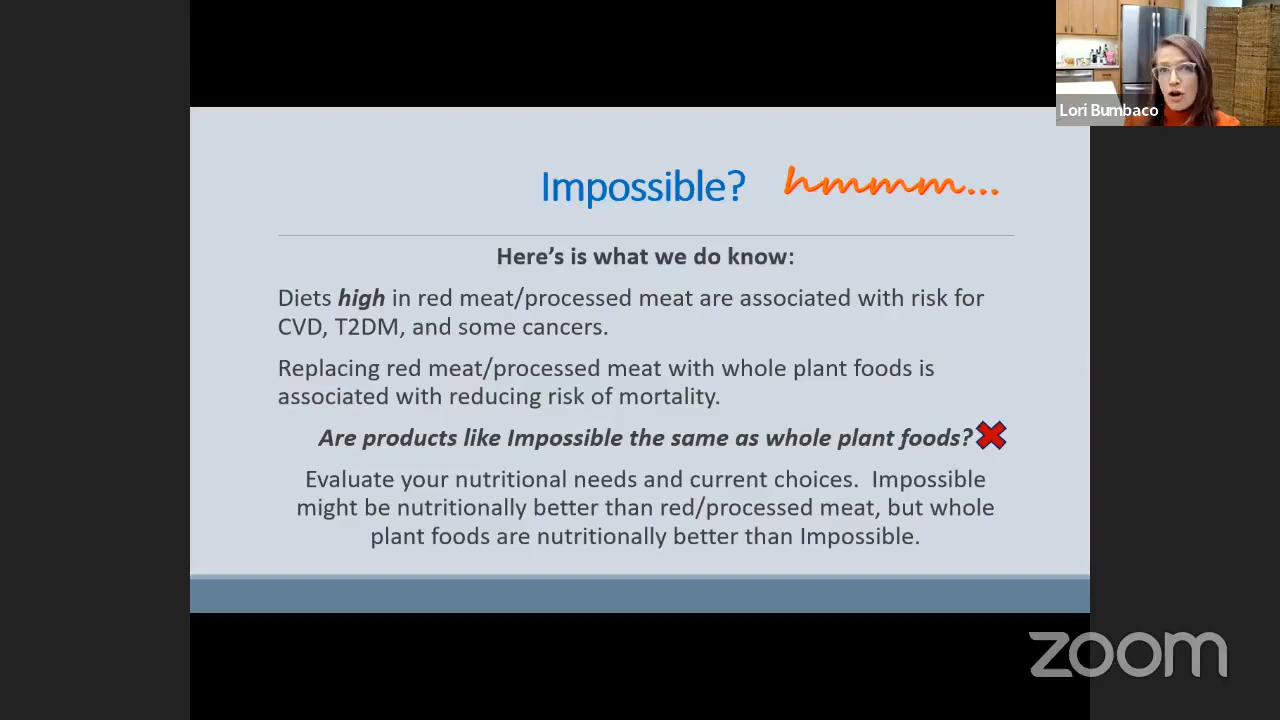 Lori Bumbaco
Impossible? hmmm...
Here's is what we do know:
Diets high in red meat/processed meat are associated with risk for
CVD, T2DM, and some cancers.
Replacing red meat/processed meat with whole plant foods is
associated with reducing risk of mortality.
Are products like Impossible the same as whole plant foods?
Evaluate your nutritional needs and current choices.  Impossible
might be nutritionally better than red/processed meat, but whole
plant foods are nutritionally better than Impossible.
zoom